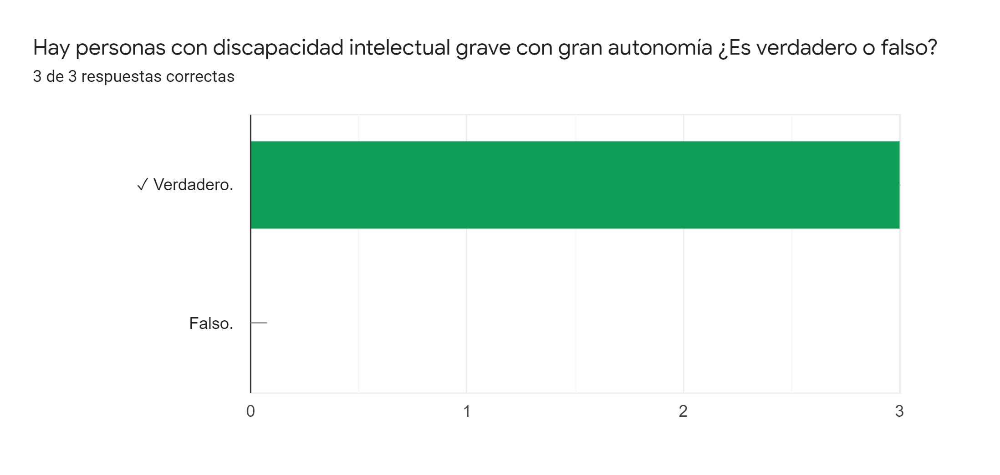 Hay personas con discapacidad intelectual grave con gran autonomía ¿Es verdadero o falso?
3 de 3 respuestas correctas
✓ Verdadero.
Falso.
0 1 2 3